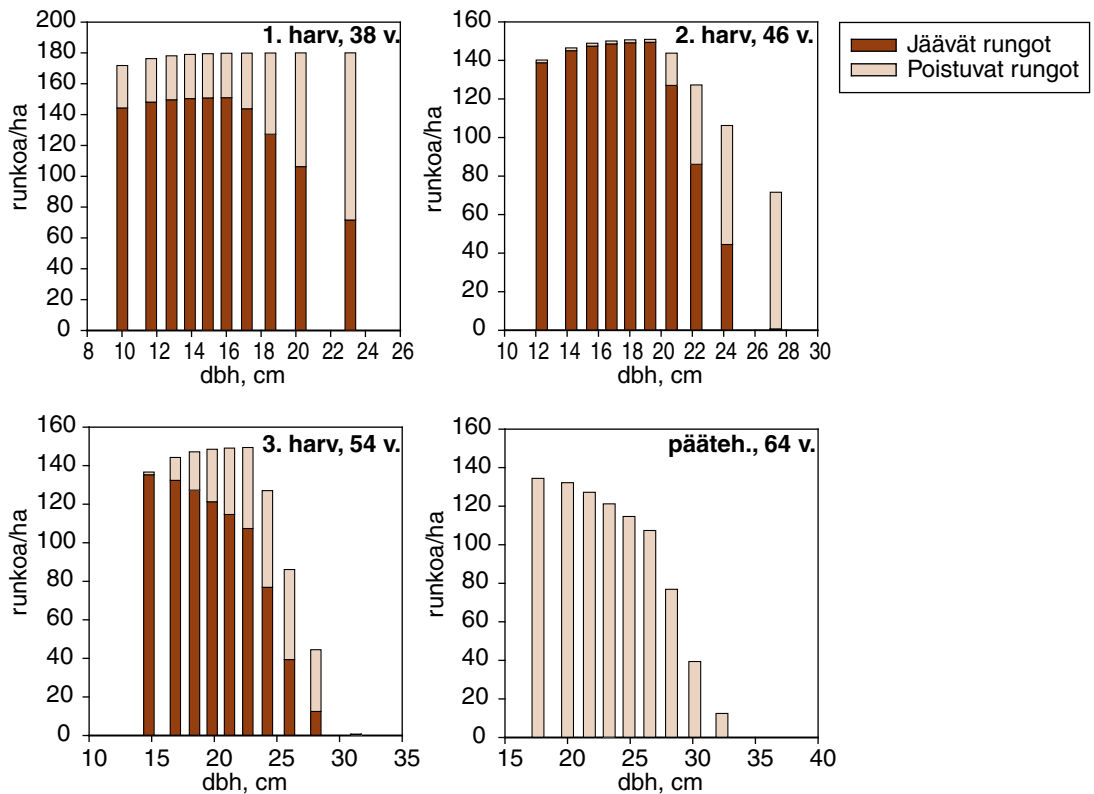 1. harv, 38 v.
runkoa/ha
200
180
160
140
120
100
80
60
40
20
0
8 10 12 14 16 18 20 22 24 26
dbh, cm
2. harv, 46 v.
runkoa/ha
160
140
120
100
80
60
40
20
0
10 12 14 16 18 20 22 24 26 28 30
dbh, cm
Jäävät rungot
Poistuvat rungot
3. harv, 54 v.
runkoa/ha
160
140
120
100
80
60
40
20
0
10 15 20 25 30 35
dbh, cm
pääteh., 64 v.
runkoa/ha
160
140
120
100
80
60
40
20
0
15 20 25 30 35 40
dbh, cm